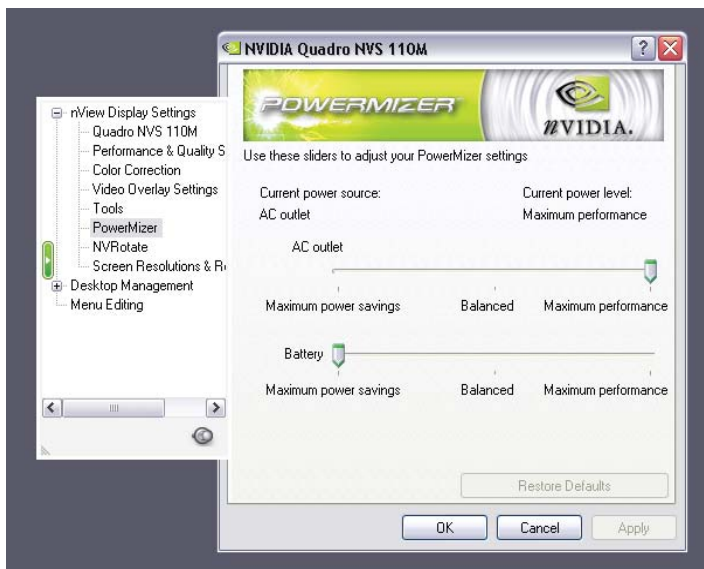 NVIDIA Quadro NVS 110M
POWERMIZER
nVIDIA.
nView Display Settings
Quadro NVS 110M
Performance & Quality S
Color Correction
Video Overlay Settings
Tools
PowerMizer
NVRotate
Screen Resolutions & R
Desktop Management
Menu Editing
Use these sliders to adjust your PowerMizer settings
Current power source:
AC outlet
Current power level:
Maximum performance
AC outlet
Maximum power savings Balanced Maximum performance
Battery
Maximum power savings Balanced Maximum performance
Restore Defaults
OK Cancel Apply